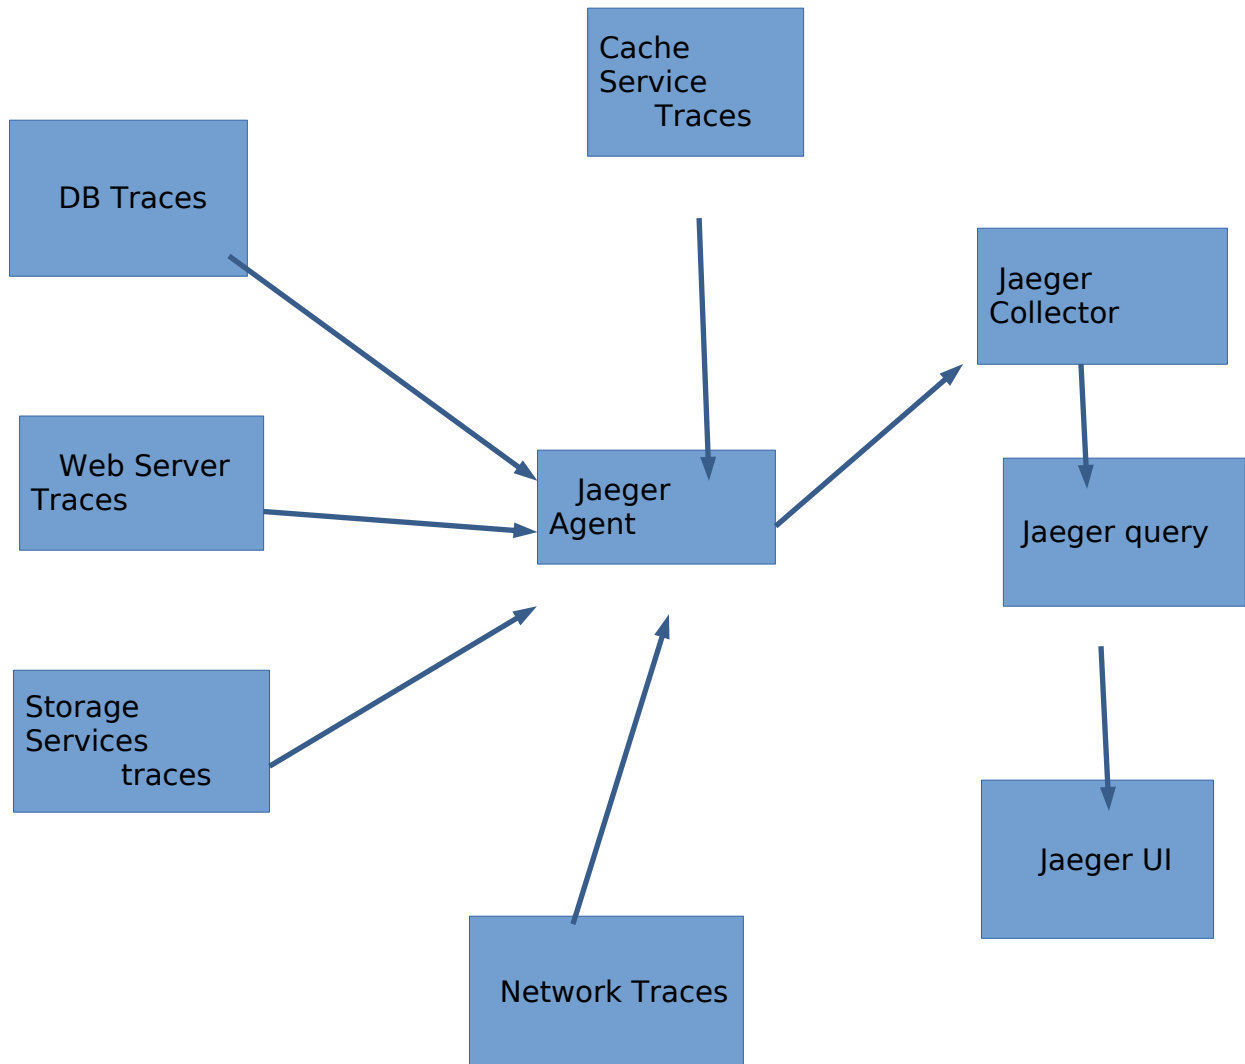 Cache
Service
Traces
DB Traces
Jaeger
Collector
Web Server
Traces
Jaeger
Agent
Jaeger query
Storage
Services
traces
Jaeger UI
Network Traces